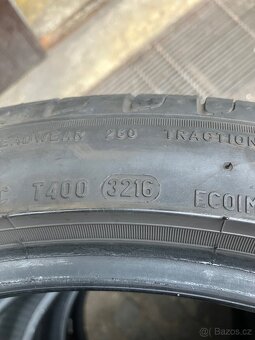 TREADWEAR 260 TRACTION
T400 3216 ECOIM
Bazos.cz